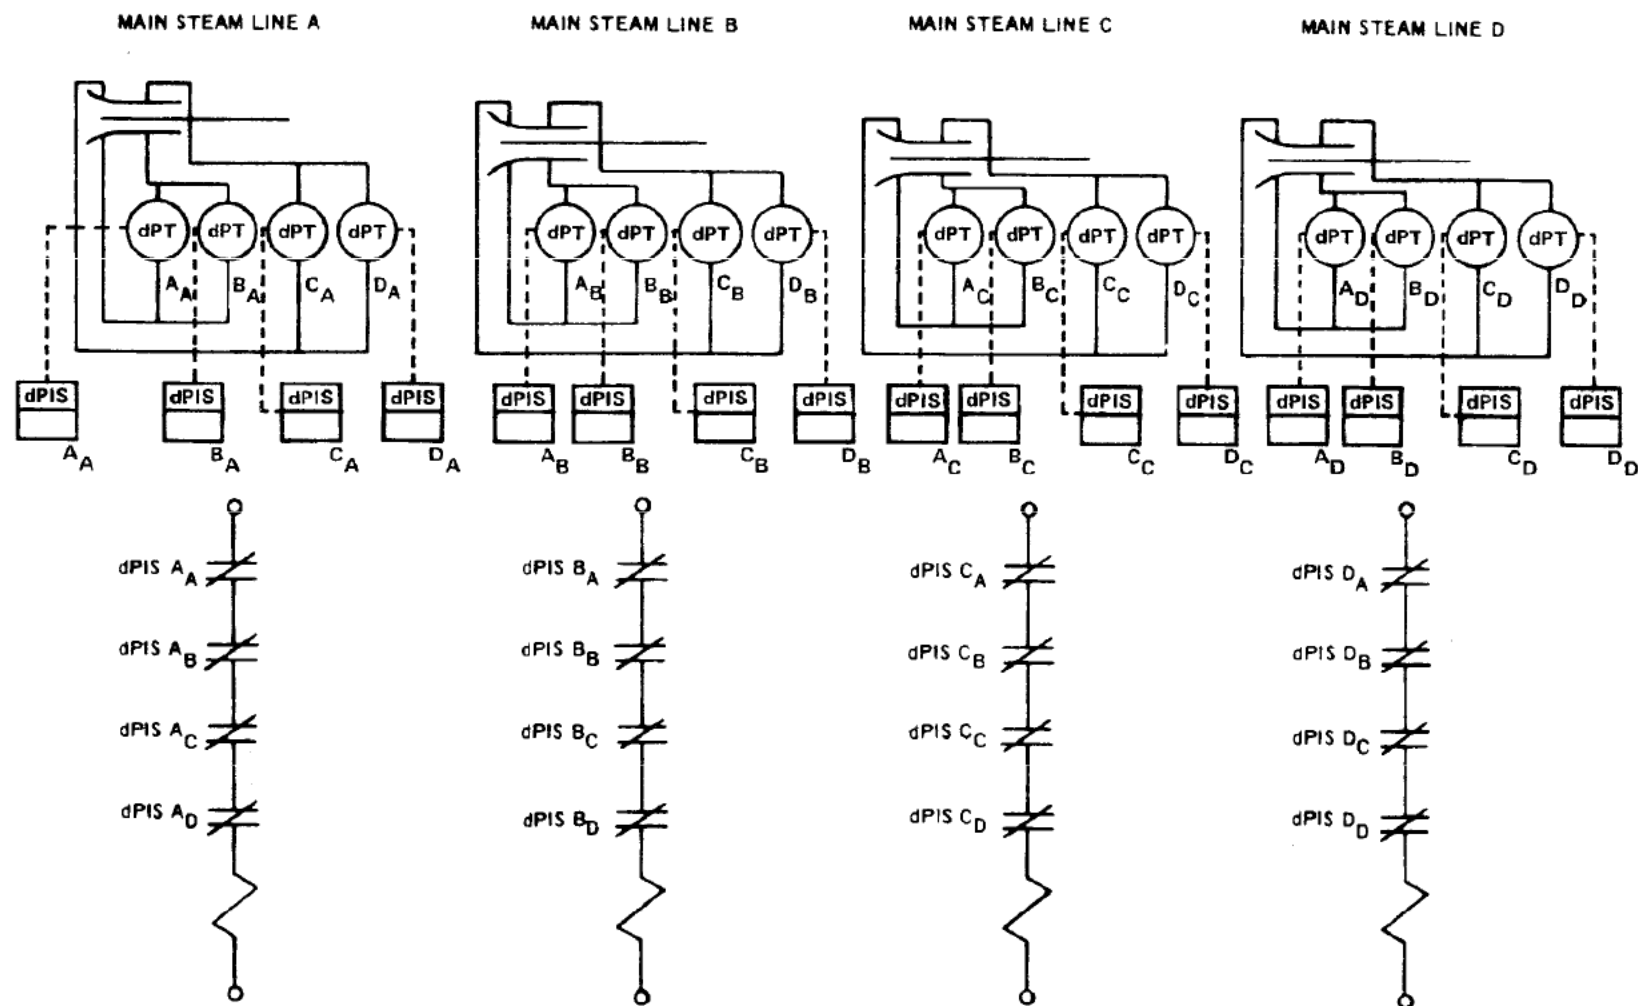 MAIN STEAM LINE A MAIN STEAM LINE B MAIN STEAM LINE C MAIN STEAM LINE D
dPT dPT dPT dPT dPT dPT dPT dPT dPT dPT dPT dPT dPT dPT dPT dPT
A_A B_A C_A D_A A_B B_B C_B D_B A_C B_C C_C D_C A_D B_D C_D D_D
dPIS dPIS dPIS dPIS dPIS dPIS dPIS dPIS dPIS dPIS dPIS dPIS dPIS dPIS dPIS dPIS
A_A B_A C_A D_A A_B B_B C_B D_B A_C B_C C_C D_C A_D B_D C_D D_D
dPIS A_A dPIS B_A dPIS C_A dPIS D_A
dPIS A_B dPIS B_B dPIS C_B dPIS D_B
dPIS A_C dPIS B_C dPIS C_C dPIS D_C
dPIS A_D dPIS B_D dPIS C_D dPIS D_D